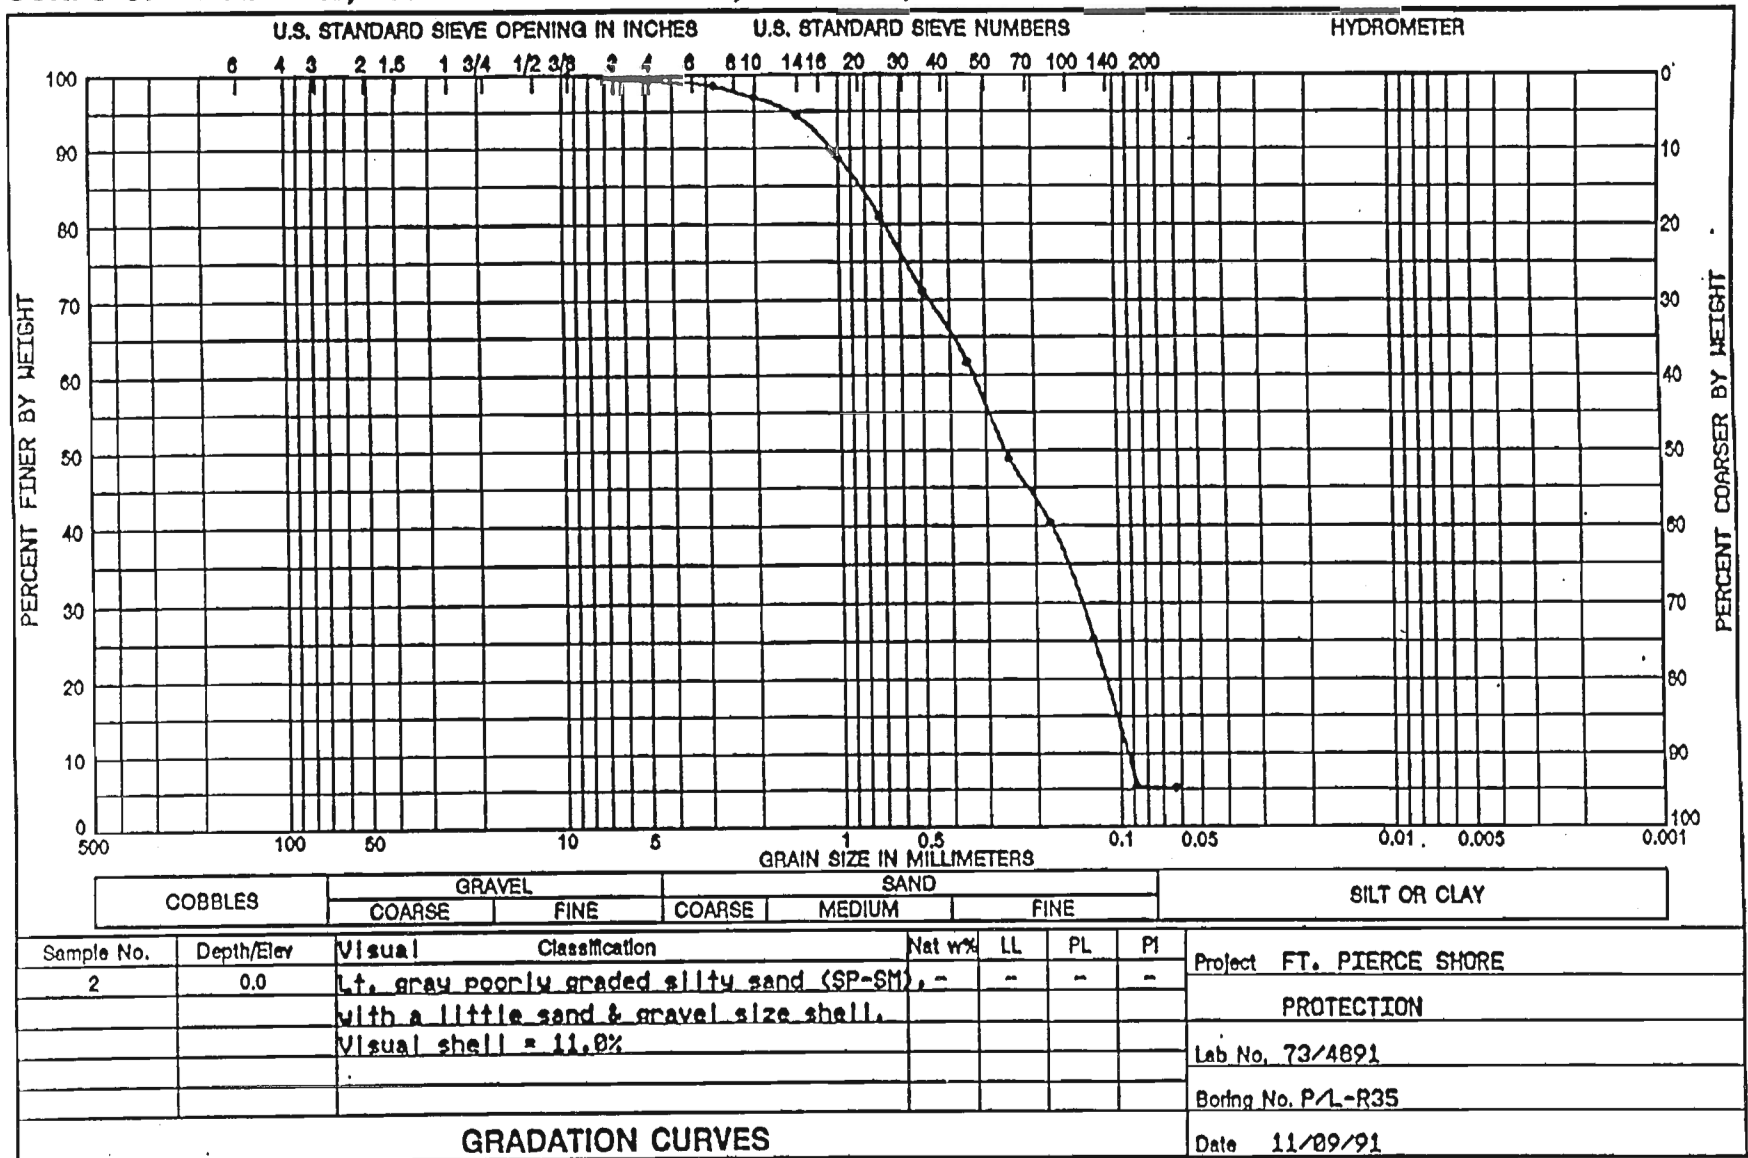 U.S. STANDARD SIEVE OPENING IN INCHES U.S. STANDARD SIEVE NUMBERS HYDROMETER
6 4 3 2 1.5 1 3/4 1/2 3/8 4 6 8 10 14 16 20 30 40 50 70 100 140 200
100 0
90 10
80 20
70 30
60 40
50 50
40 60
30 70
20 80
10 90
0 100
PERCENT FINER BY WEIGHT
PERCENT COARSER BY WEIGHT
500 100 50 10 5 1 0.5 0.1 0.05 0.01 0.005 0.001
GRAIN SIZE IN MILLIMETERS
COBBLES GRAVEL SAND SILT OR CLAY
COARSE FINE COARSE MEDIUM FINE
Sample No. Depth/Elev Visual Classification Nat w% LL PL PI
2 0.0 Lt. gray poorly graded silty sand (SP-SM), - - - -
with a little sand & gravel size shell.
Visual shell = 11.0%
Project FT. PIERCE SHORE
PROTECTION
Lab No. 73/4891
Boring No. P/L-R35
Date 11/09/91
GRADATION CURVES